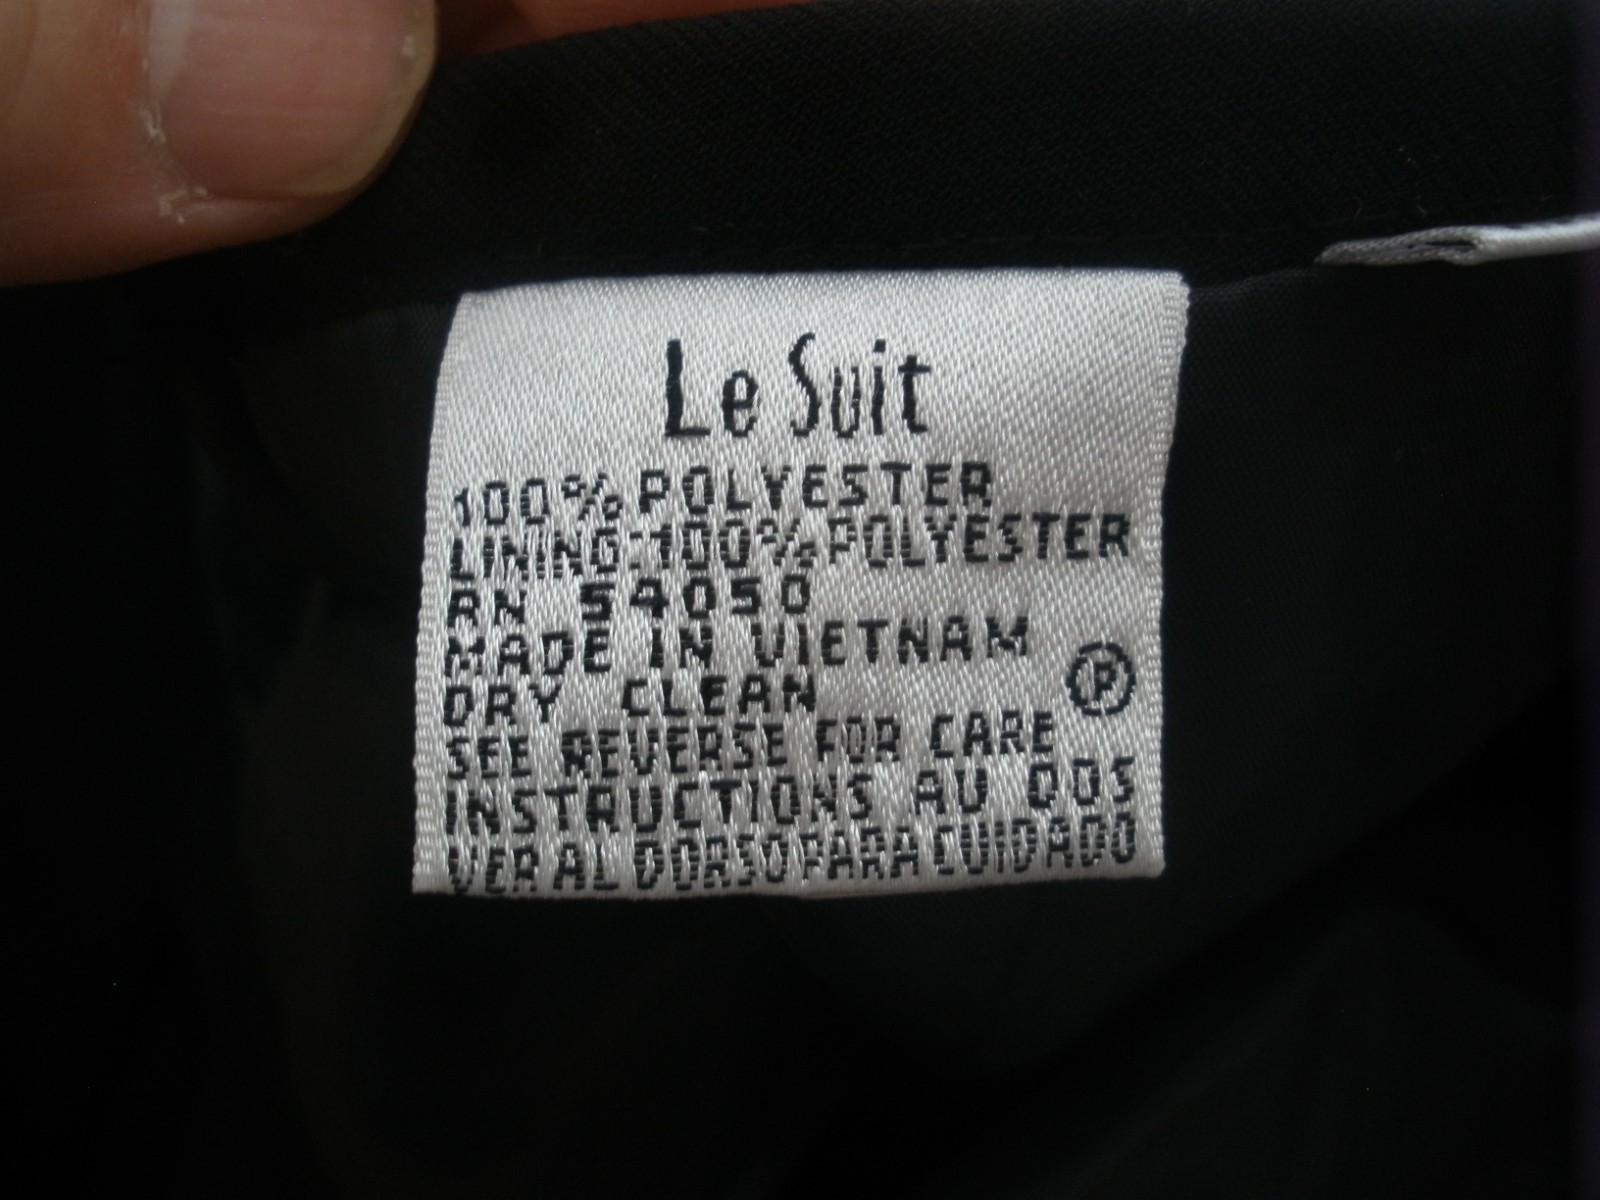 Le Suit
100% POLYESTER
LINING:100% POLYESTER
RN 54050
MADE IN VIETNAM
DRY CLEAN Ⓟ
SEE REVERSE FOR CARE
INSTRUCTIONS AU DOS
VER AL DORSO PARA CUIDADO